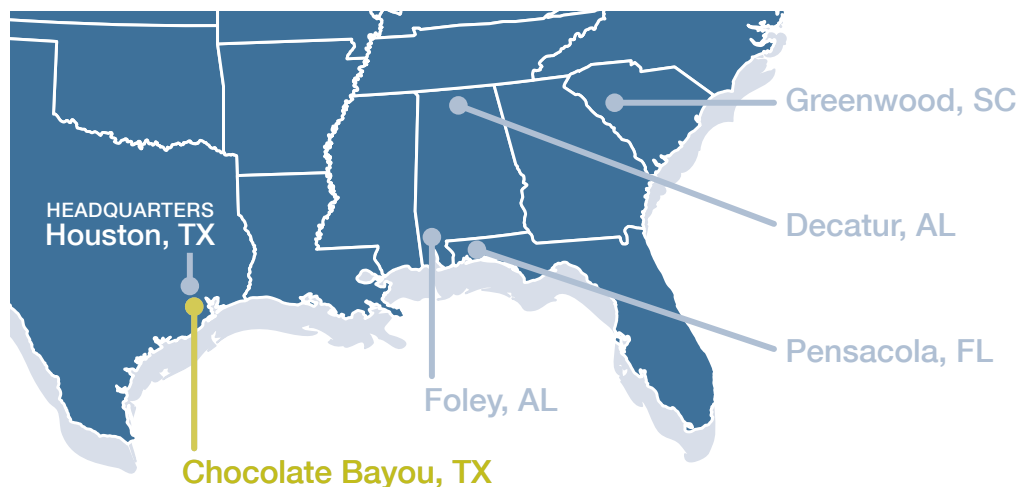 Greenwood, SC
HEADQUARTERS
Houston, TX
Decatur, AL
Pensacola, FL
Foley, AL
Chocolate Bayou, TX